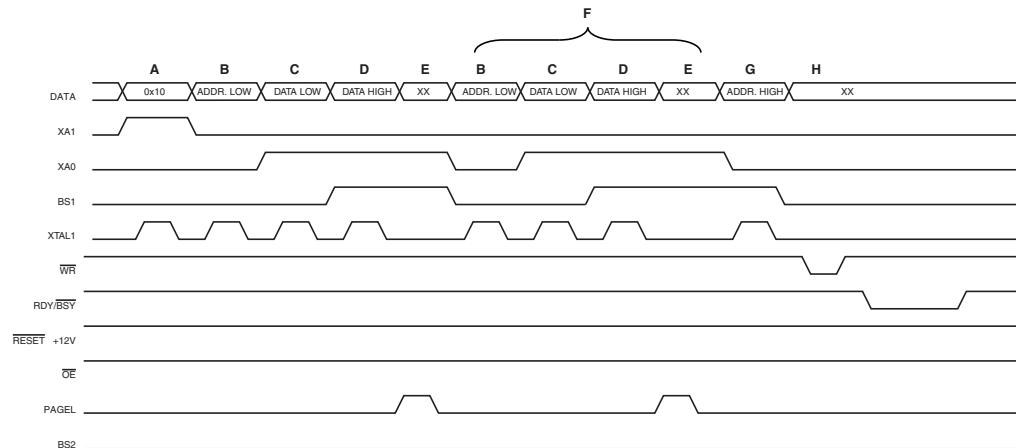 F
A B C D E B C D E G H
DATA 0x10 ADDR. LOW DATA LOW DATA HIGH XX ADDR. LOW DATA LOW DATA HIGH XX ADDR. HIGH XX
XA1
XA0
BS1
XTAL1
WR
RDY/BSY
RESET +12V
OE
PAGEL
BS2